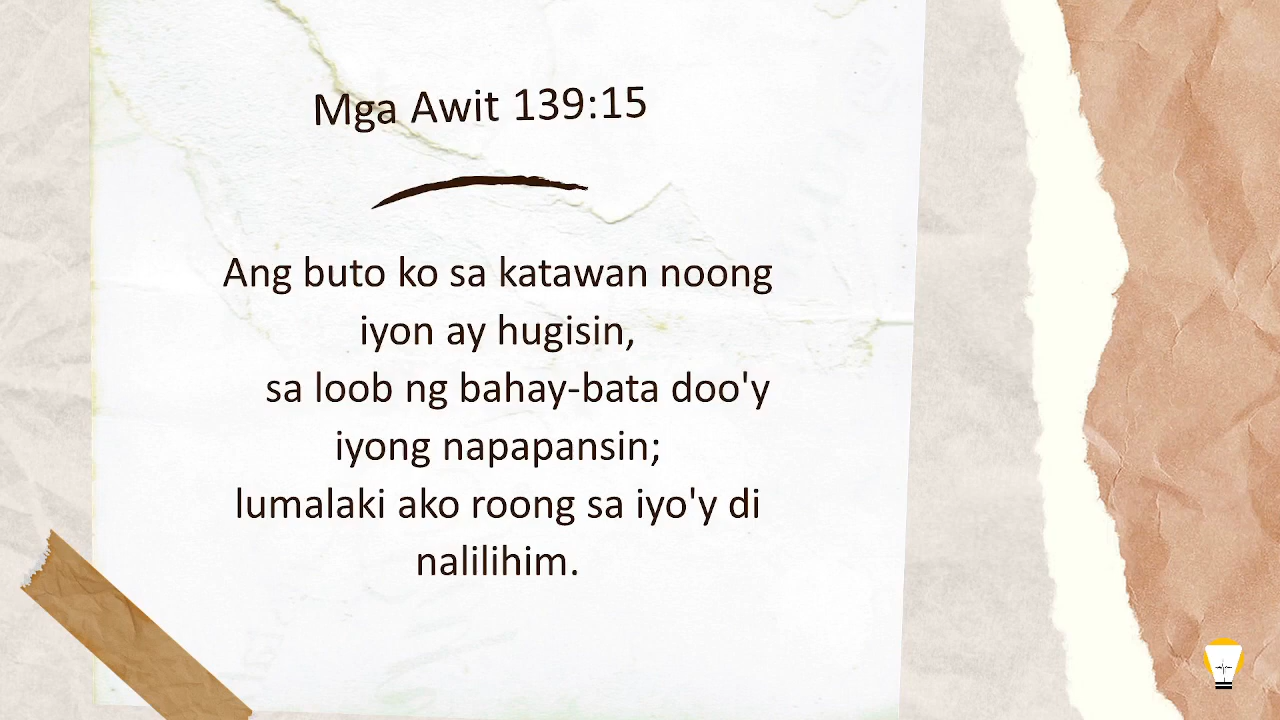 Mga Awit 139:15
Ang buto ko sa katawan noong
iyon ay hugisin,
sa loob ng bahay-bata doo'y
iyong napapansin;
lumalaki ako roong sa iyo'y di
nalilihim.